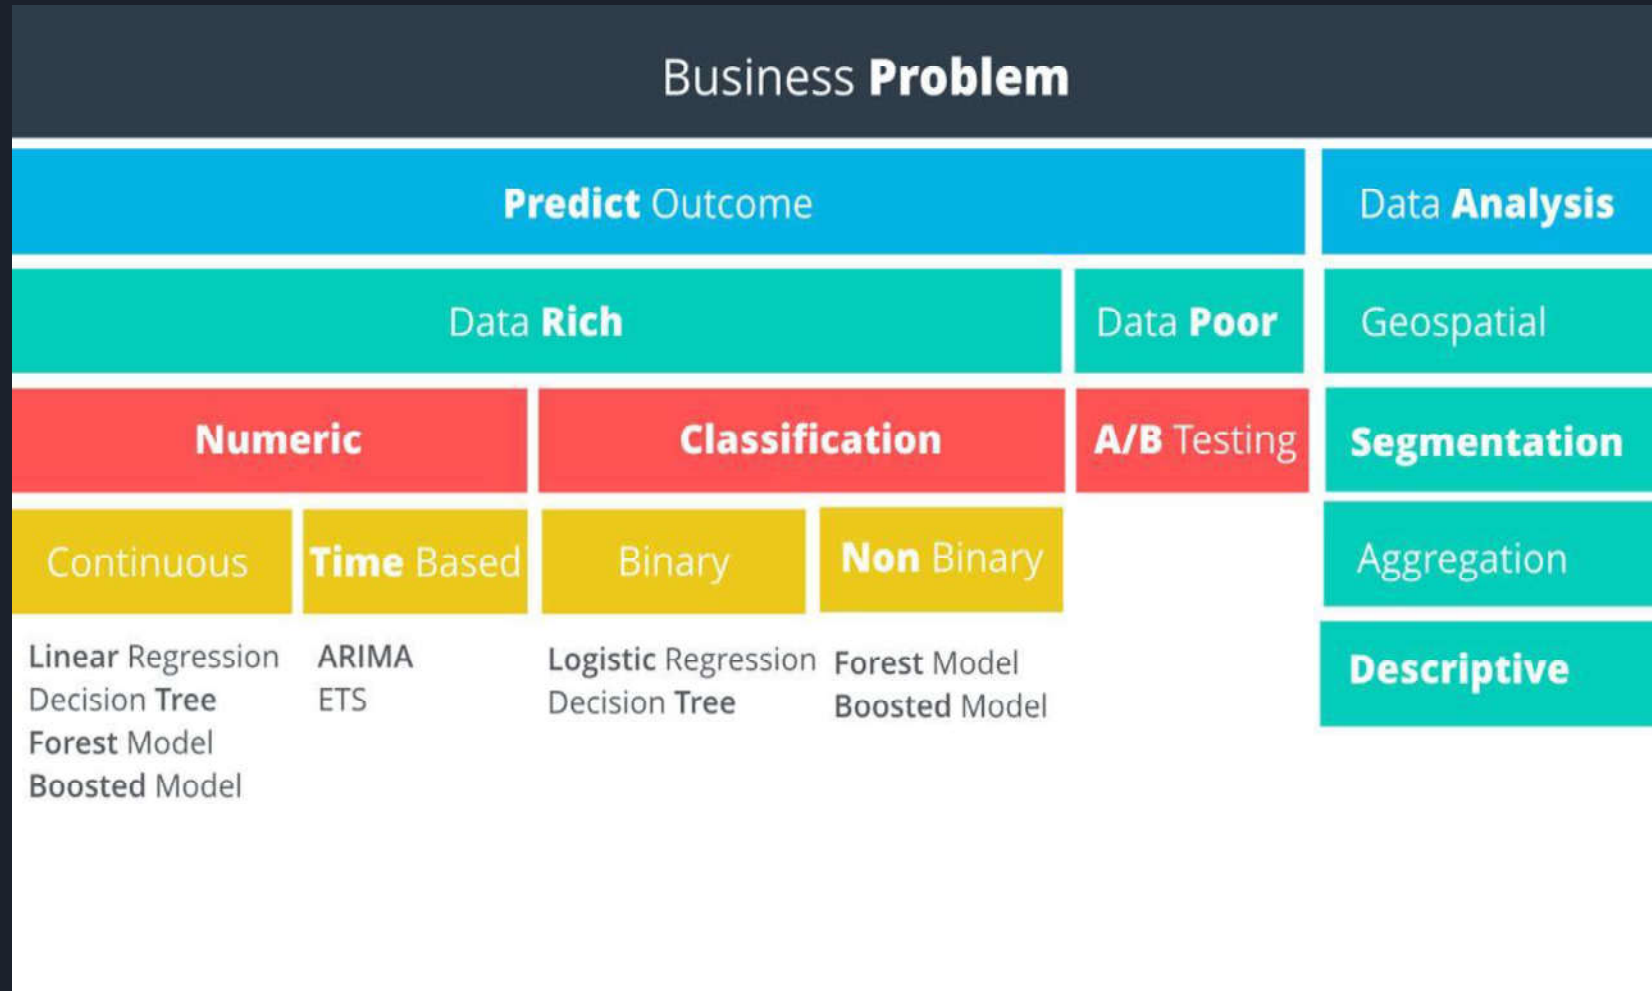 Business Problem
Predict Outcome
Data Analysis
Data Rich
Data Poor
Geospatial
Numeric
Classification
A/B Testing
Segmentation
Continuous
Time Based
Binary
Non Binary
Aggregation
Linear Regression
Decision Tree
Forest Model
Boosted Model
ARIMA
ETS
Logistic Regression
Decision Tree
Forest Model
Boosted Model
Descriptive